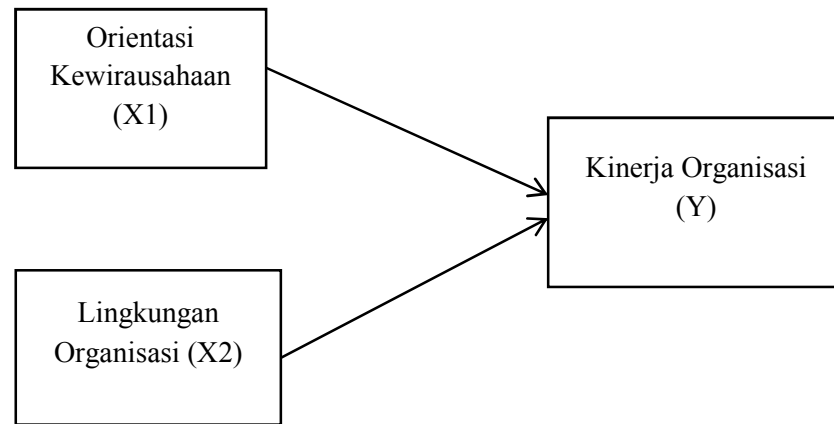 Orientasi
Kewirausahaan
(X1)
Kinerja Organisasi
(Y)
Lingkungan
Organisasi (X2)